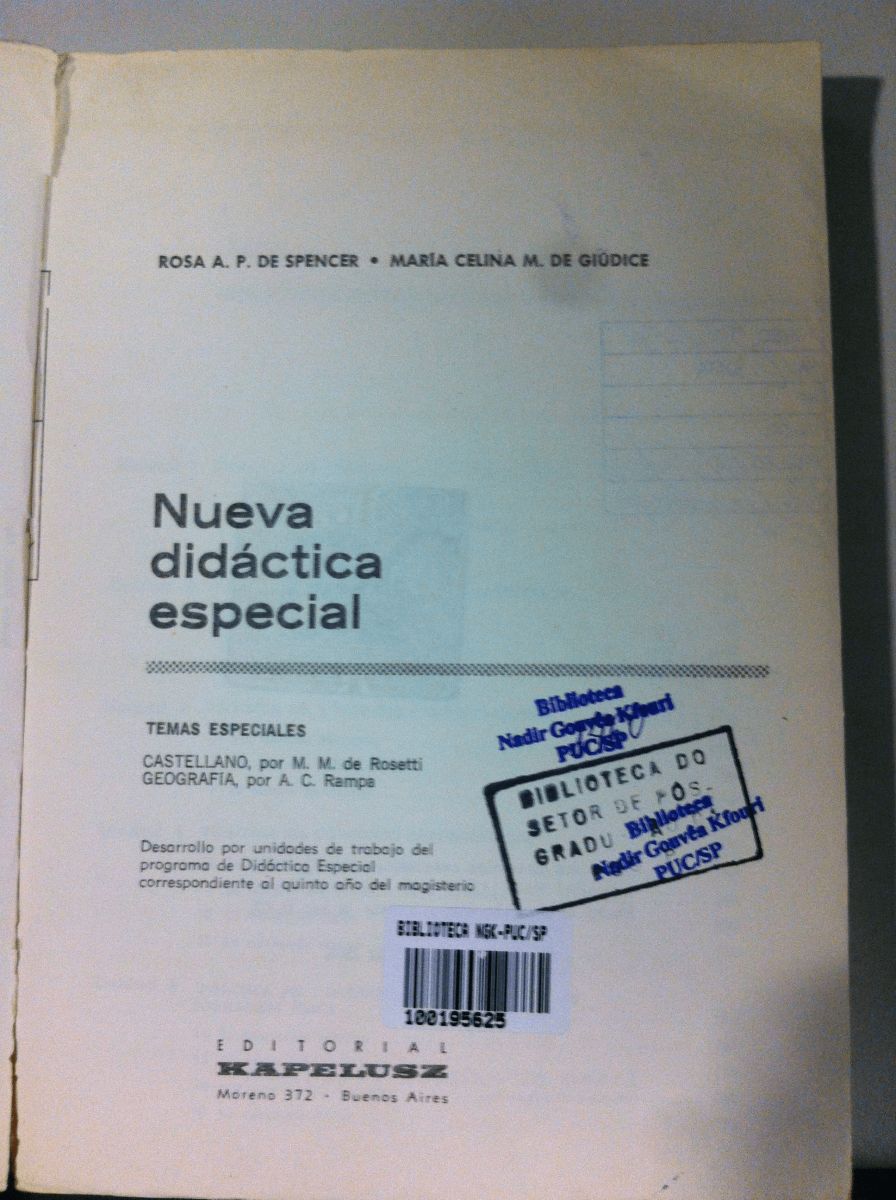 ROSA A. P. DE SPENCER • MARÍA CELINA M. DE GIÚDICE
Nueva
didáctica
especial
TEMAS ESPECIALES
CASTELLANO, por M. M. de Rosetti
GEOGRAFIA, por A. C. Rampa
Desarrollo por unidades de trabajo del
programa de Didáctica Especial
correspondiente al quinto año del magisterio
Biblioteca
Nadir Gouvêa Kfouri
PUC/SP
BIBLIOTECA DO
SETOR DE PÓS-
GRADU
Biblioteca
Nadir Gouvêa Kfouri
PUC/SP
BIBLIOTECA NGK-PUC/SP
100195625
EDITORIAL
KAPELUSZ
Moreno 372 - Buenos Aires